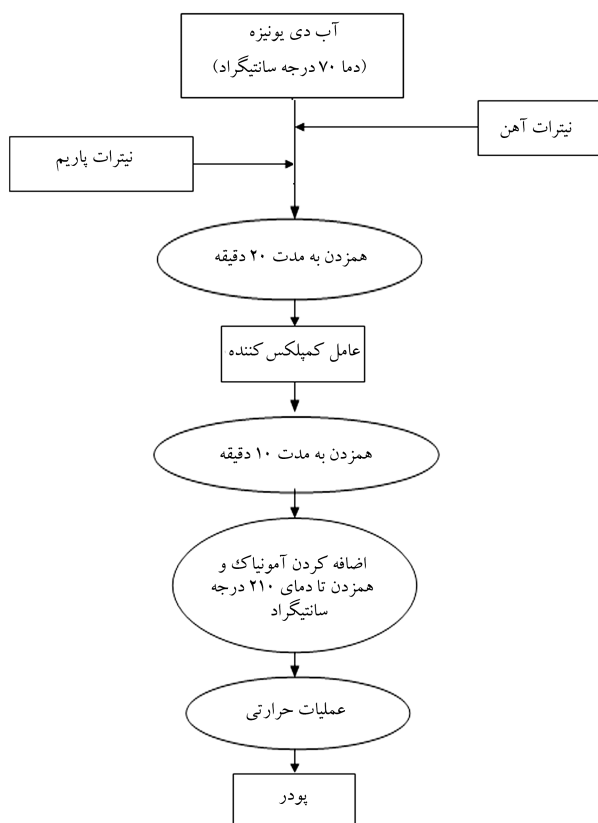 آب دی یونیزه
(دما ۷۰ درجه سانتیگراد)
نیترات آهن
نیترات پاریم
همزدن به مدت ۲۰ دقیقه
عامل کمپلکس کننده
همزدن به مدت ۱۰ دقیقه
اضافه کردن آمونیاک و
همزدن تا دمای ۲۱۰ درجه
سانتیگراد
عملیات حرارتی
پودر